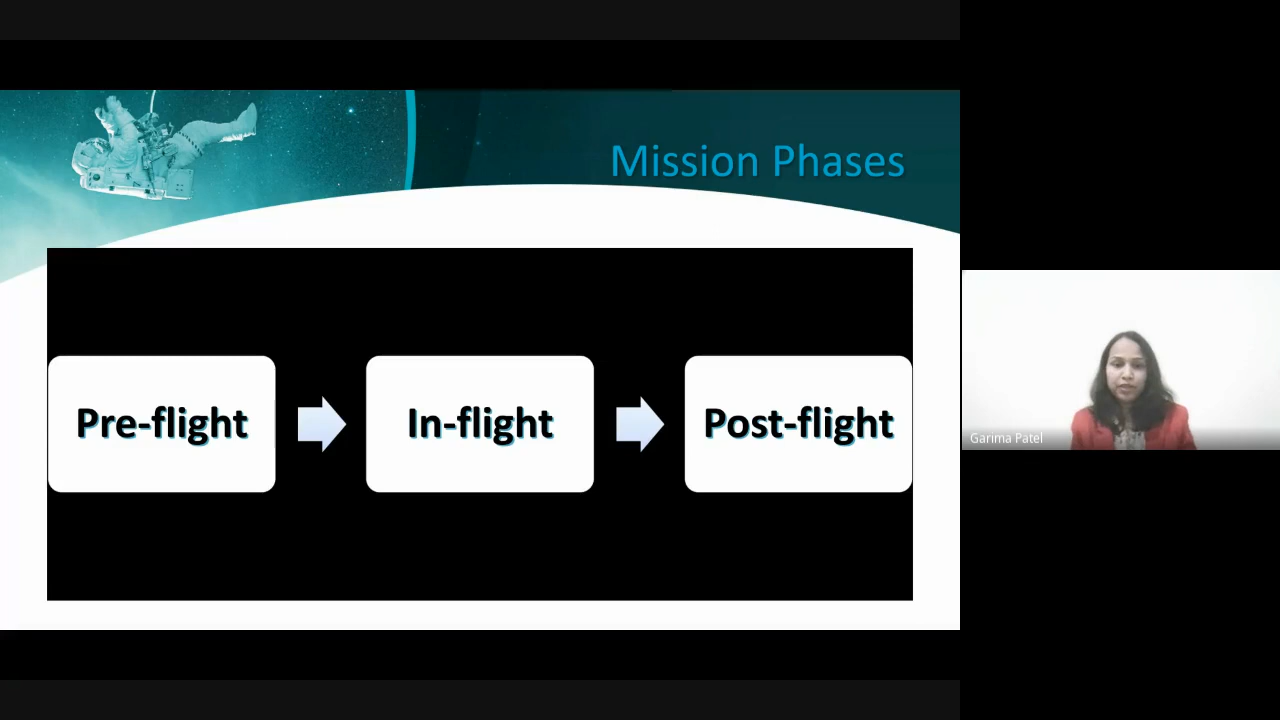 Mission Phases
Pre-flight
In-flight
Post-flight
Garima Patel